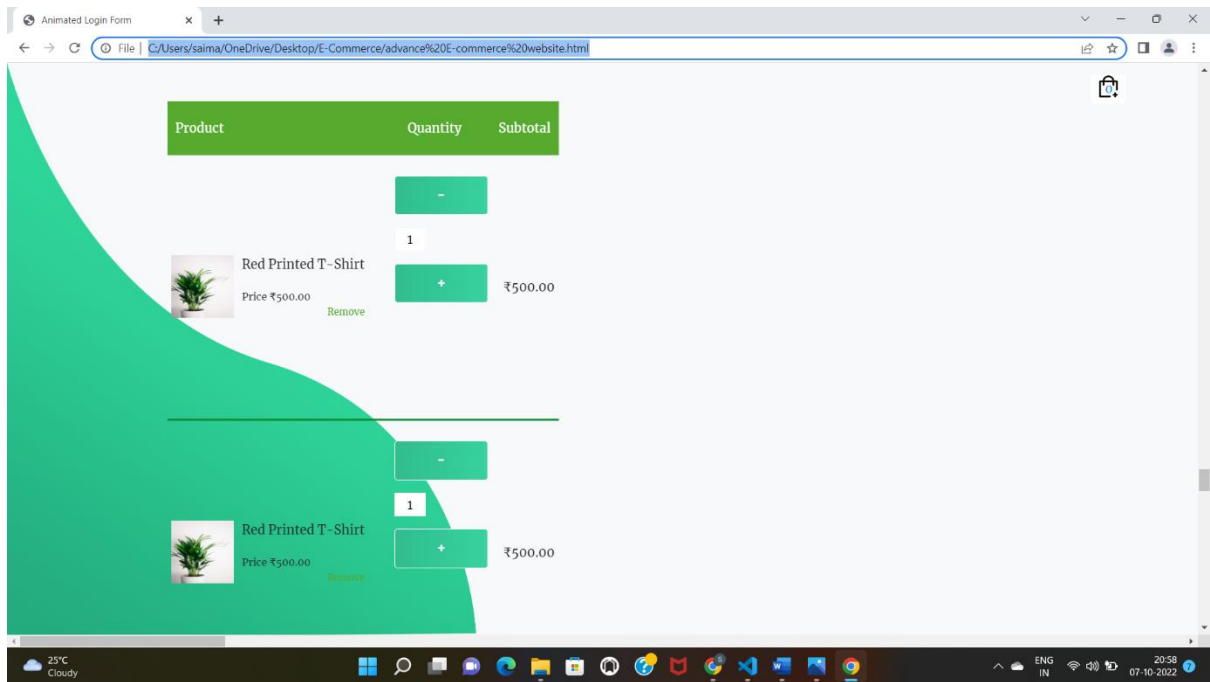 Animated Login Form
File | C:/Users/saima/OneDrive/Desktop/E-Commerce/advance%20E-commerce%20website.html
0
Product Quantity Subtotal
-
1
Red Printed T-Shirt
+
₹500.00
Price ₹500.00
Remove
-
1
Red Printed T-Shirt
+
₹500.00
Price ₹500.00
Remove
25°C
Cloudy
ENG
IN
20:58
07-10-2022
7